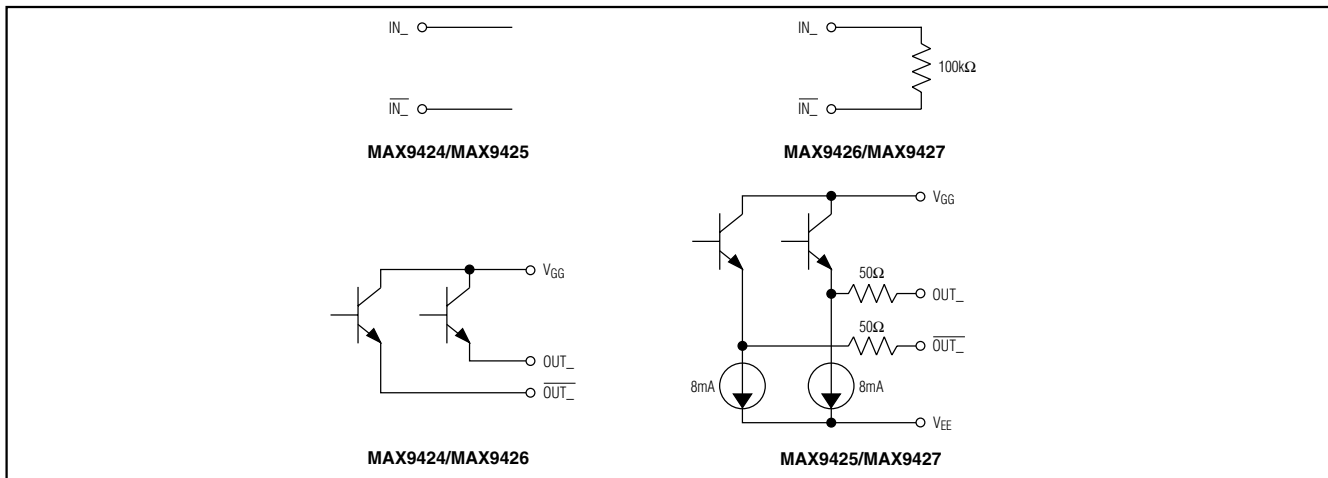 IN_
IN_
100kΩ
IN_
IN_
MAX9424/MAX9425
MAX9426/MAX9427
VGG
VGG
50Ω
OUT_
50Ω
OUT_
OUT_
OUT_
8mA
8mA
VEE
MAX9424/MAX9426
MAX9425/MAX9427